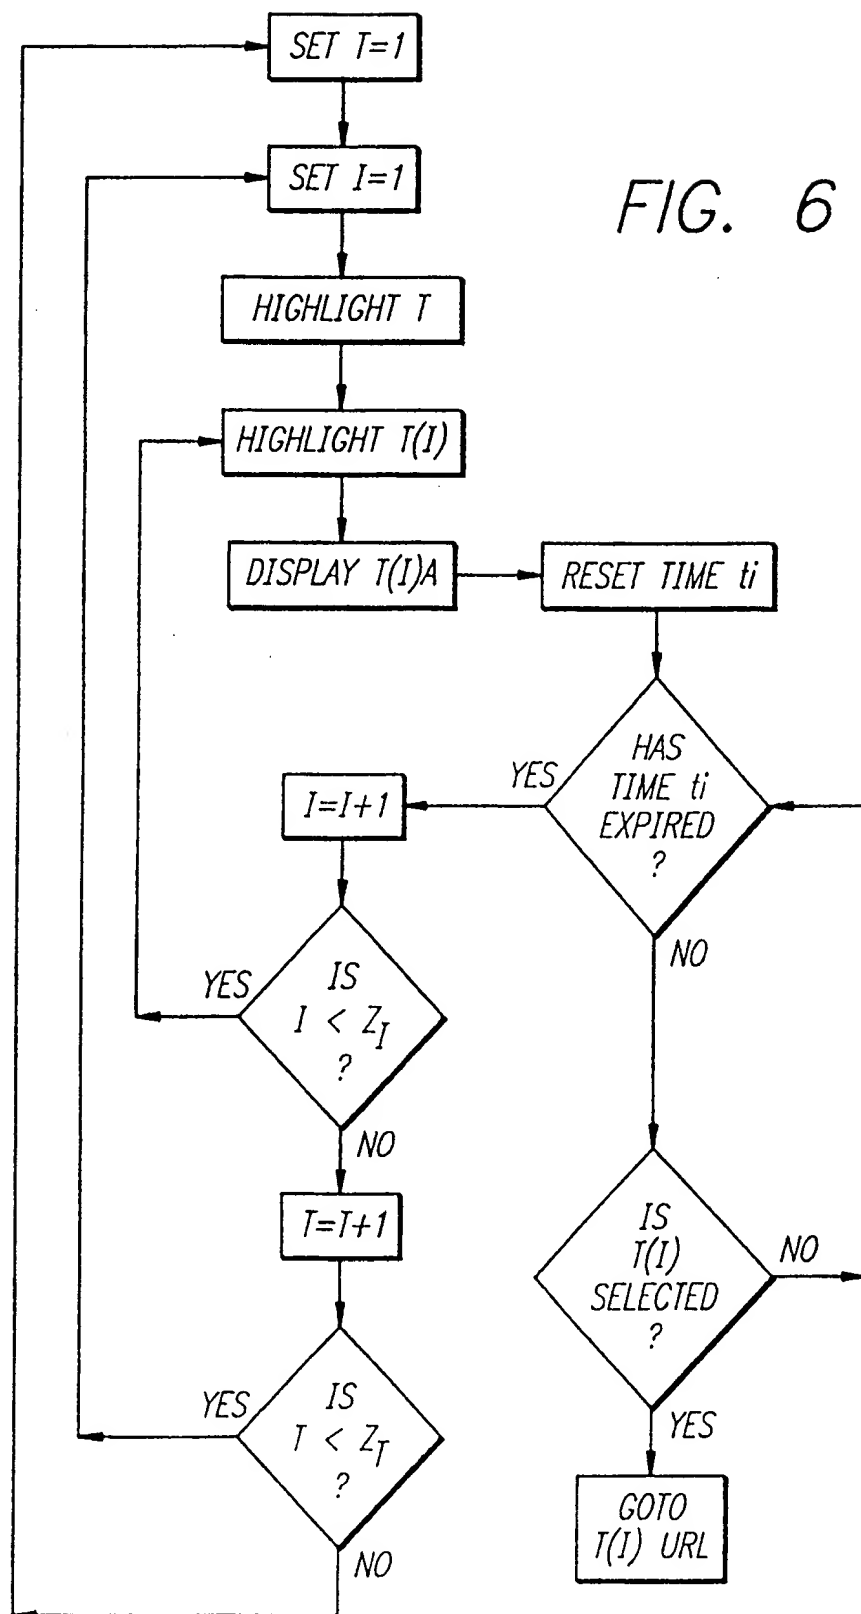 SET T=1
SET I=1
FIG. 6
HIGHLIGHT T
HIGHLIGHT T(I)
DISPLAY T(I)A
RESET TIME ti
HAS
TIME ti
EXPIRED
?
YES
NO
I=I+1
IS
I < ZI
?
YES
NO
T=T+1
IS
T(I)
SELECTED
?
NO
YES
IS
T < ZT
?
YES
NO
GOTO
T(I) URL